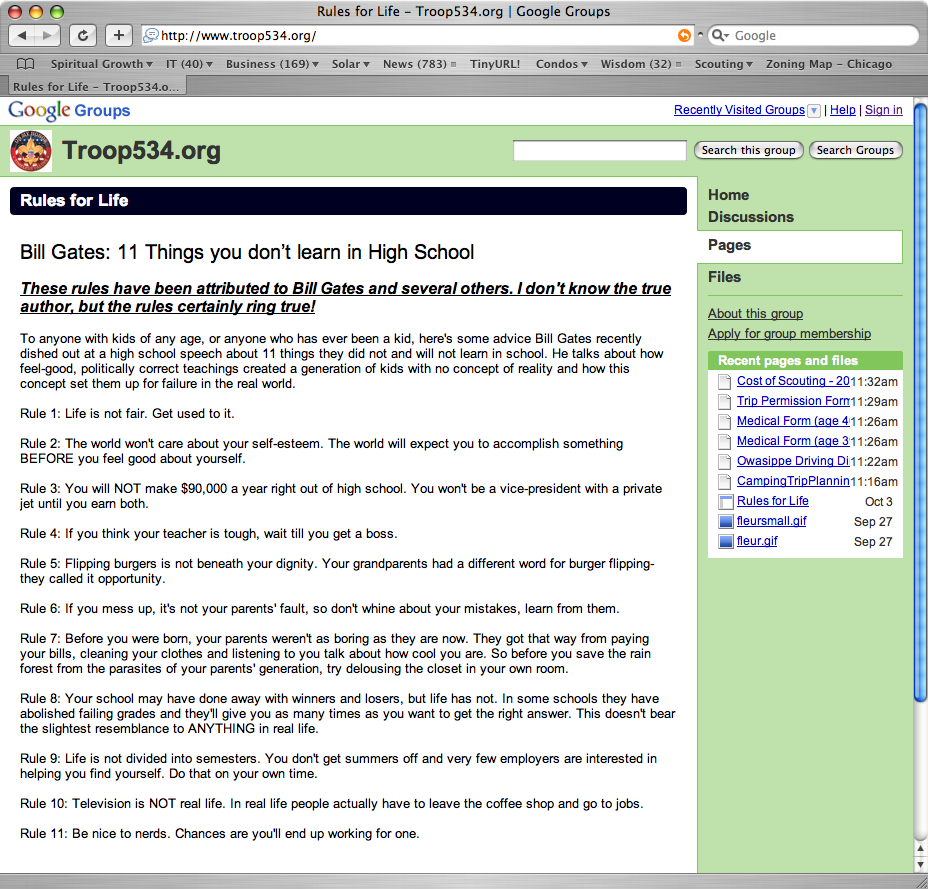 Rules for Life – Troop534.org | Google Groups
http://www.troop534.org/
Google
Spiritual Growth IT (40) Business (169) Solar News (783) TinyURL! Condos Wisdom (32) Scouting Zoning Map – Chicago
Rules for Life – Troop534.o...
Google Groups
Recently Visited Groups | Help | Sign in
Troop534.org
Search this group
Search Groups
Rules for Life
Bill Gates: 11 Things you don’t learn in High School
These rules have been attributed to Bill Gates and several others. I don't know the true
author, but the rules certainly ring true!
To anyone with kids of any age, or anyone who has ever been a kid, here's some advice Bill Gates recently
dished out at a high school speech about 11 things they did not and will not learn in school. He talks about how
feel-good, politically correct teachings created a generation of kids with no concept of reality and how this
concept set them up for failure in the real world.
Rule 1: Life is not fair. Get used to it.
Rule 2: The world won't care about your self-esteem. The world will expect you to accomplish something
BEFORE you feel good about yourself.
Rule 3: You will NOT make $90,000 a year right out of high school. You won't be a vice-president with a private
jet until you earn both.
Rule 4: If you think your teacher is tough, wait till you get a boss.
Rule 5: Flipping burgers is not beneath your dignity. Your grandparents had a different word for burger flipping-
they called it opportunity.
Rule 6: If you mess up, it's not your parents' fault, so don't whine about your mistakes, learn from them.
Rule 7: Before you were born, your parents weren't as boring as they are now. They got that way from paying
your bills, cleaning your clothes and listening to you talk about how cool you are. So before you save the rain
forest from the parasites of your parents' generation, try delousing the closet in your own room.
Rule 8: Your school may have done away with winners and losers, but life has not. In some schools they have
abolished failing grades and they'll give you as many times as you want to get the right answer. This doesn't bear
the slightest resemblance to ANYTHING in real life.
Rule 9: Life is not divided into semesters. You don't get summers off and very few employers are interested in
helping you find yourself. Do that on your own time.
Rule 10: Television is NOT real life. In real life people actually have to leave the coffee shop and go to jobs.
Rule 11: Be nice to nerds. Chances are you'll end up working for one.
Home
Discussions
Pages
Files
About this group
Apply for group membership
Recent pages and files
Cost of Scouting - 20 11:32am
Trip Permission Form 11:29am
Medical Form (age 4 11:26am
Medical Form (age 3 11:26am
Owasippe Driving Di 11:22am
CampingTripPlannin 11:16am
Rules for Life Oct 3
fleursmall.gif Sep 27
fleur.gif Sep 27